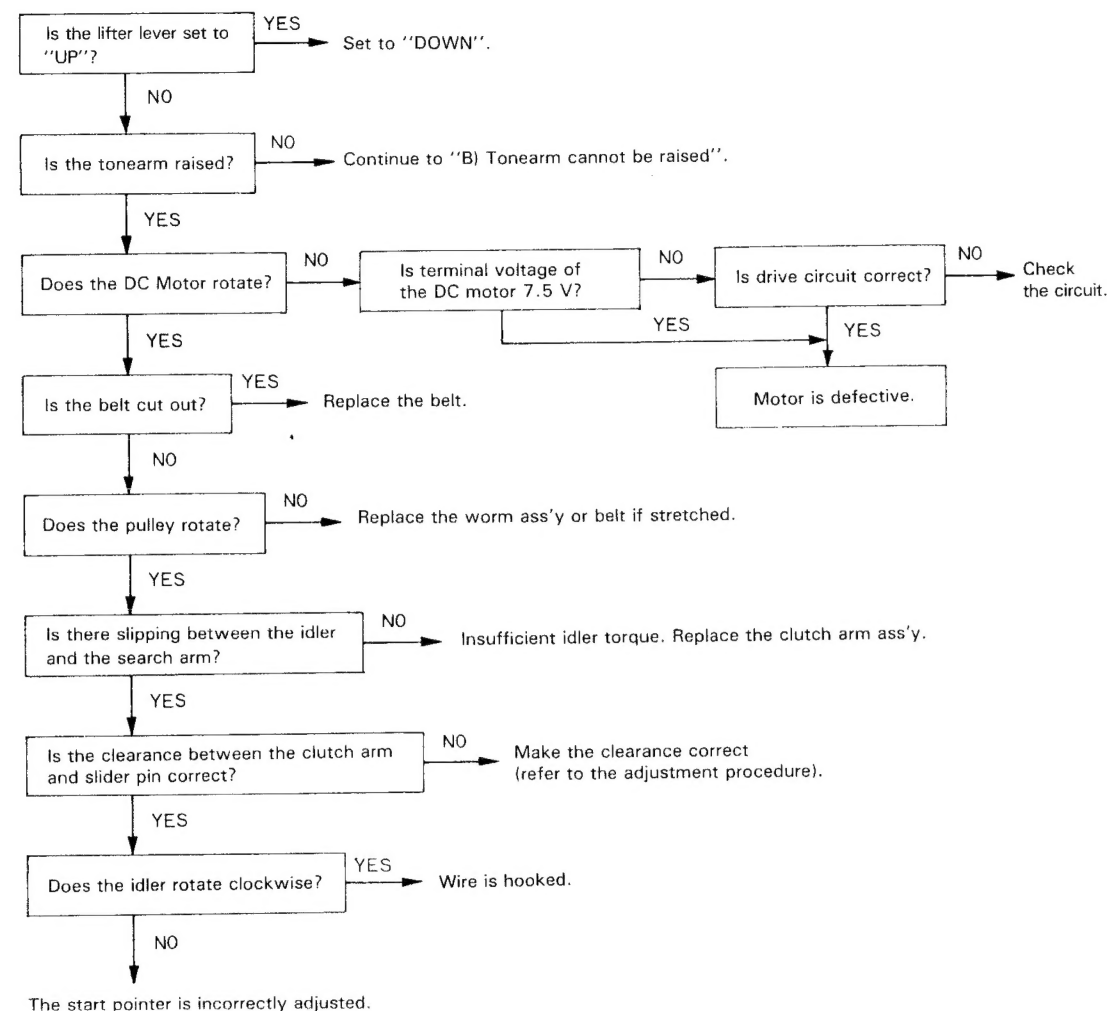 Is the lifter lever set to
"UP"?
YES
Set to "DOWN".
NO
Is the tonearm raised?
NO
Continue to "B) Tonearm cannot be raised".
YES
Does the DC Motor rotate?
NO
Is terminal voltage of
the DC motor 7.5 V?
NO
Is drive circuit correct?
NO
Check
the circuit.
YES
YES
Motor is defective.
YES
Is the belt cut out?
YES
Replace the belt.
NO
Does the pulley rotate?
NO
Replace the worm ass'y or belt if stretched.
YES
Is there slipping between the idler
and the search arm?
NO
Insufficient idler torque. Replace the clutch arm ass'y.
YES
Is the clearance between the clutch arm
and slider pin correct?
NO
Make the clearance correct
(refer to the adjustment procedure).
YES
Does the idler rotate clockwise?
YES
Wire is hooked.
NO
The start pointer is incorrectly adjusted.